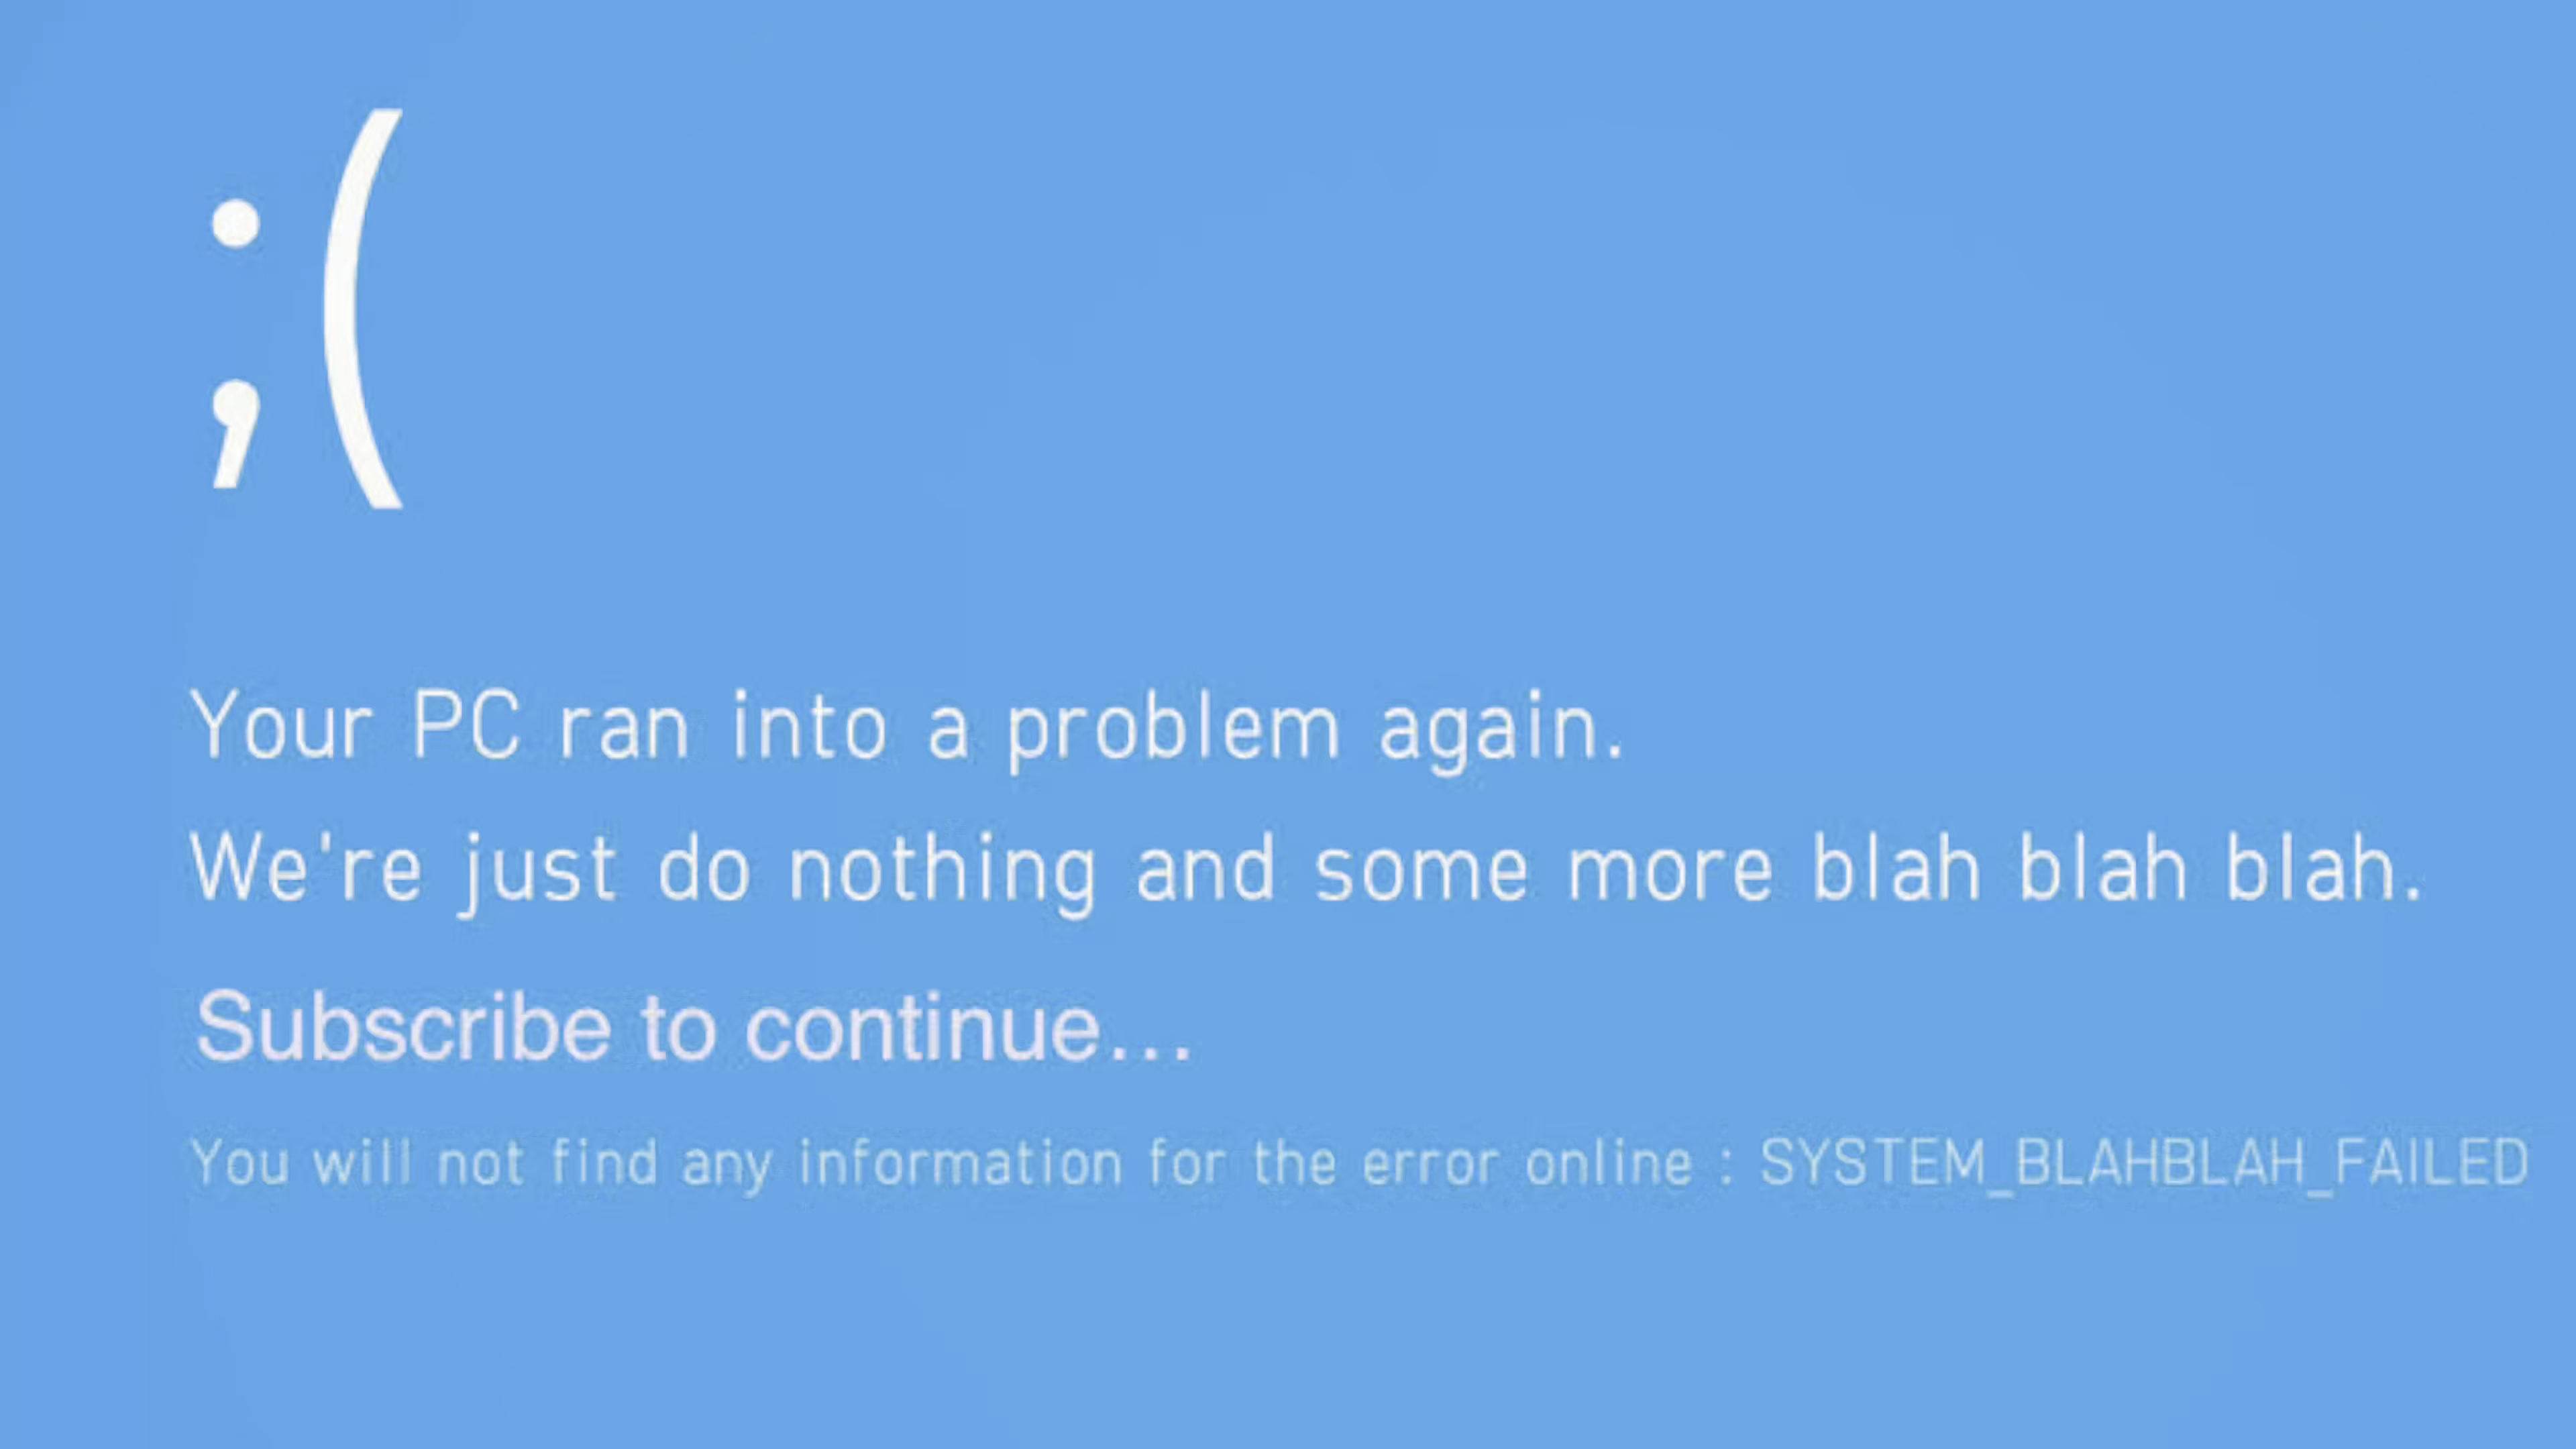 ;(
Your PC ran into a problem again.
We're just do nothing and some more blah blah blah.
Subscribe to continue...
You will not find any information for the error online : SYSTEM_BLAHBLAH_FAILED